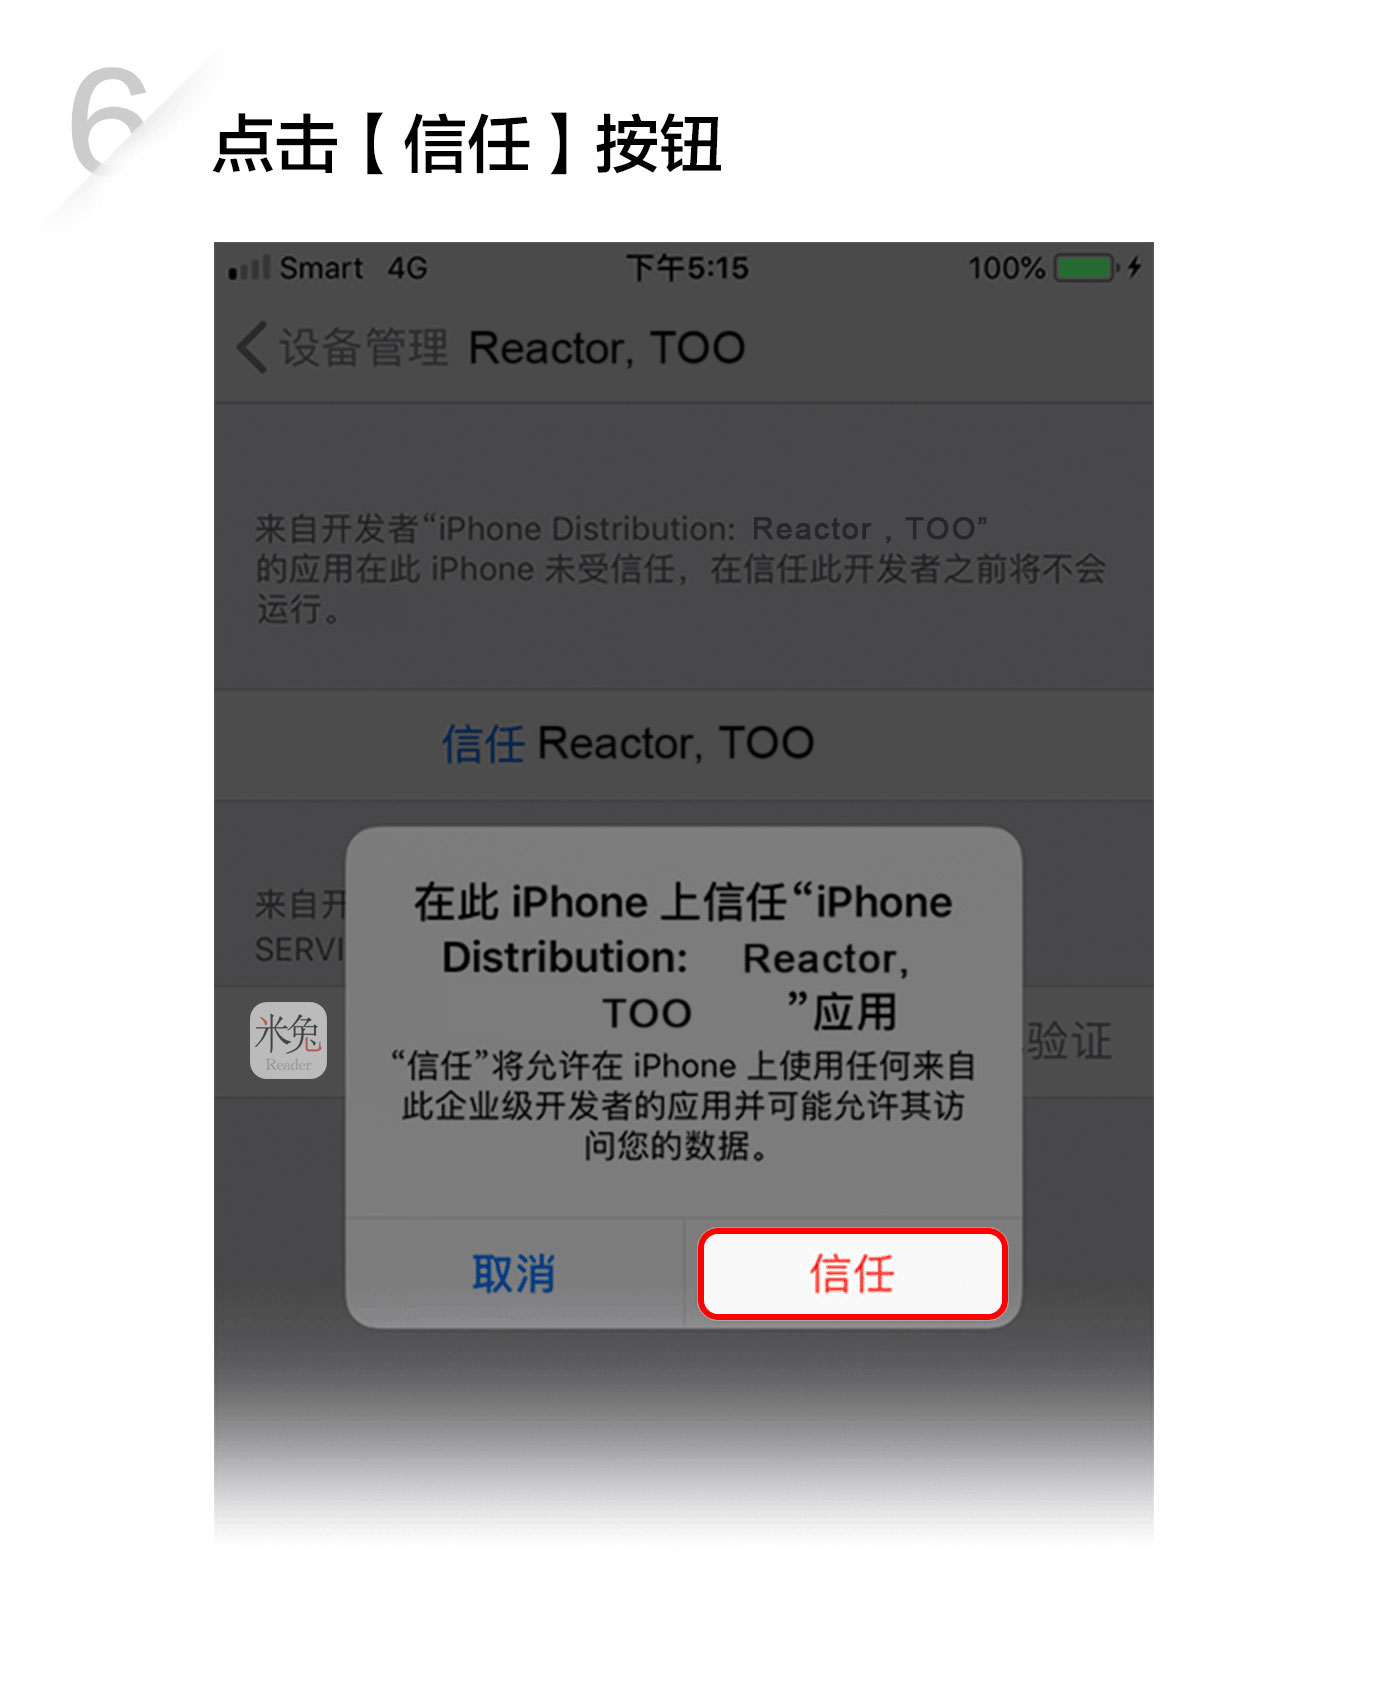 6
点击【信任】按钮
Smart 4G 下午5:15 100%
设备管理 Reactor, TOO
来自开发者“iPhone Distribution: Reactor , TOO”
的应用在此 iPhone 未受信任，在信任此开发者之前将不会
运行。
信任 Reactor, TOO
来自开
SERVI
在此 iPhone 上信任“iPhone
Distribution: Reactor,
TOO ”应用
“信任”将允许在 iPhone 上使用任何来自
此企业级开发者的应用并可能允许其访
问您的数据。
米兔
Reader
验证
取消 信任